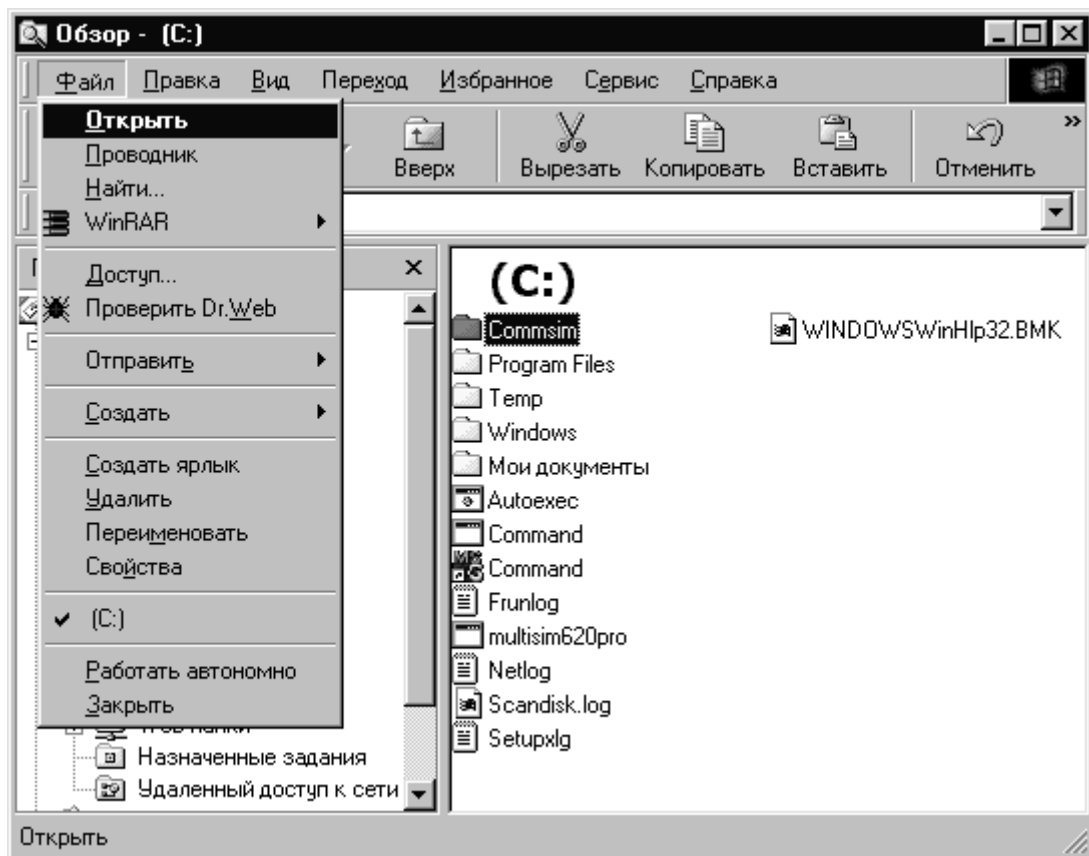 Обзор - (C:)
Файл Правка Вид Переход Избранное Сервис Справка
Вверх Вырезать Копировать Вставить Отменить »
Открыть
Проводник
Найти...
WinRAR
Доступ...
Проверить Dr.Web
Отправить
Создать
Создать ярлык
Удалить
Переименовать
Свойства
(C:)
Работать автономно
Закрыть
Назначенные задания
Удаленный доступ к сети
(C:)
Commsim
Program Files
Temp
Windows
Мои документы
Autoexec
Command
Command
Frunlog
multisim620pro
Netlog
Scandisk.log
Setupxlg
WINDOWSWinHlp32.BMK
Открыть